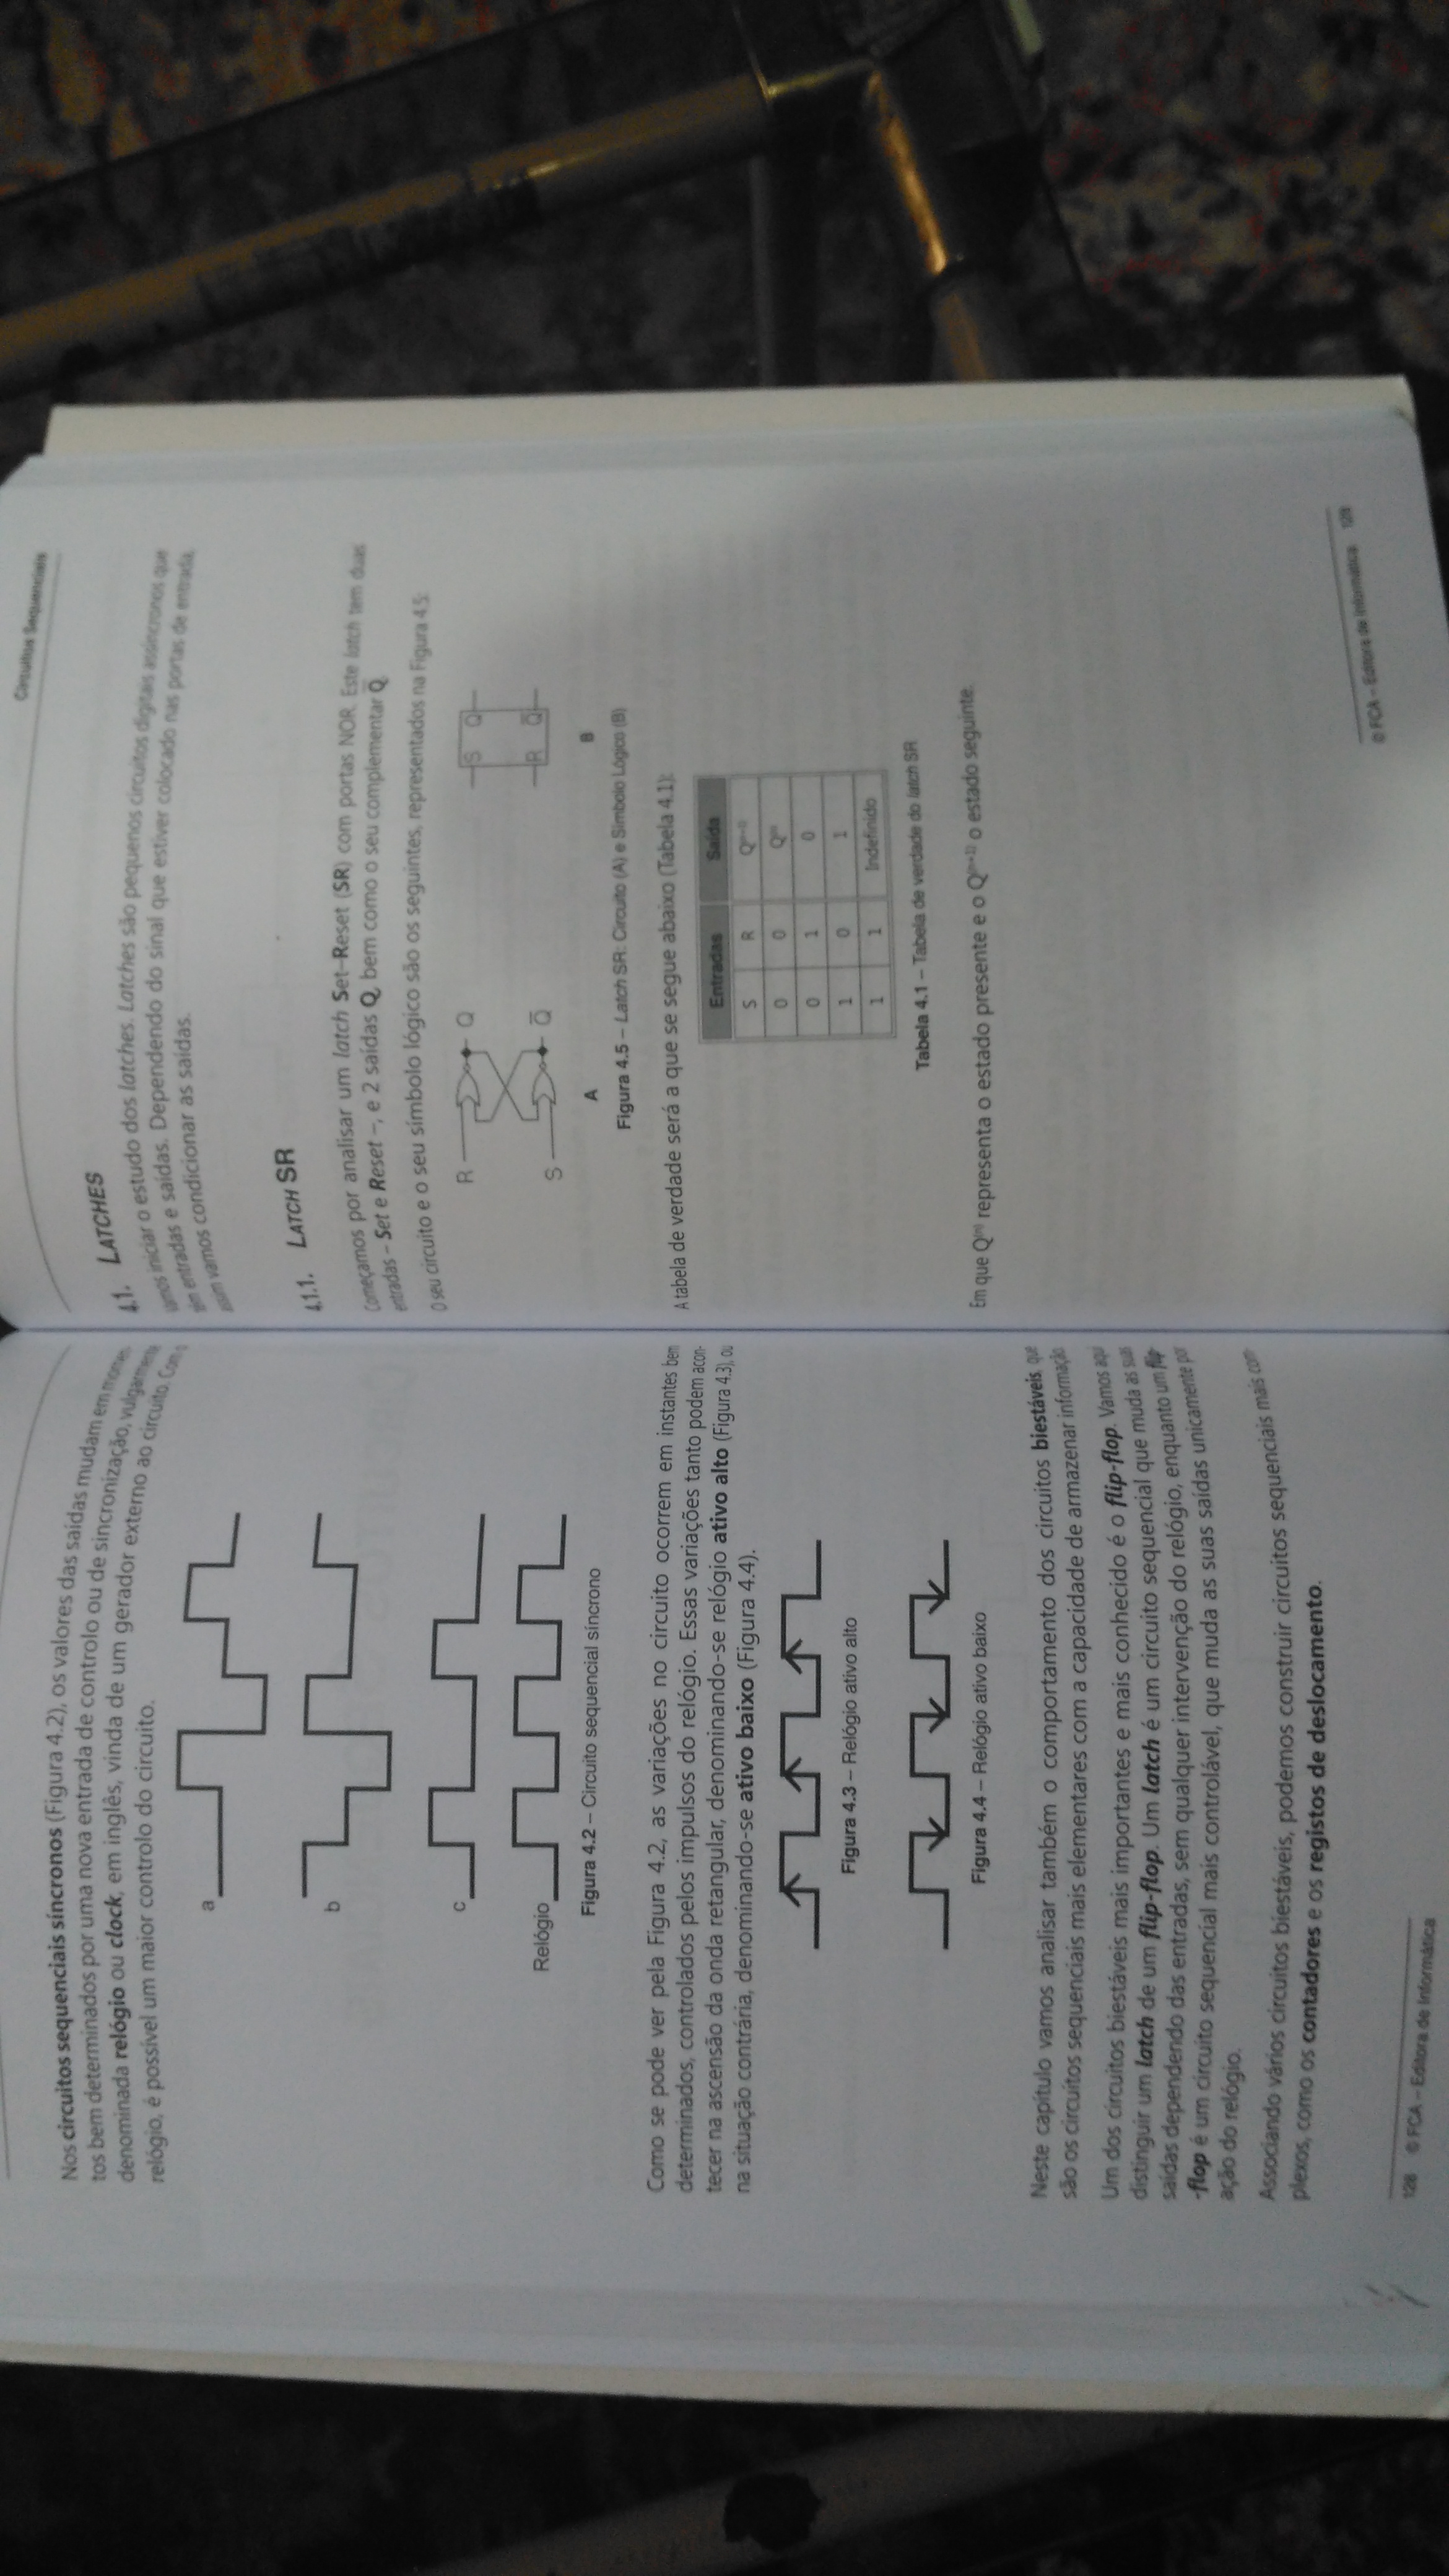 Nos circuitos sequenciais síncronos (Figura 4.2), os valores das saídas mudam em
tos bem determinados por uma nova entrada de controlo ou de sincronização, vulgarmente
denominada relógio ou clock, em inglês, vinda de um gerador externo ao circuito. Com
relógio, é possível um maior controlo do circuito.
a
b
c
Relógio
Figura 4.2 – Circuito sequencial síncrono
Como se pode ver pela Figura 4.2, as variações no circuito ocorrem em instantes bem
determinados, controlados pelos impulsos do relógio. Essas variações tanto podem acon-
tecer na ascensão da onda retangular, denominando-se relógio ativo alto (Figura 4.3), ou
na situação contrária, denominando-se ativo baixo (Figura 4.4).
Figura 4.3 – Relógio ativo alto
Figura 4.4 – Relógio ativo baixo
Neste capítulo vamos analisar também o comportamento dos circuitos biestáveis, que
são os circuitos sequenciais mais elementares com a capacidade de armazenar informação
Um dos circuitos biestáveis mais importantes e mais conhecido é o flip-flop. Vamos aqui
distinguir um latch de um flip-flop. Um latch é um circuito sequencial que muda as suas
saídas dependendo das entradas, sem qualquer intervenção do relógio, enquanto um flip-
-flop é um circuito sequencial mais controlável, que muda as suas saídas unicamente por
ação do relógio.
Associando vários circuitos biestáveis, podemos construir circuitos sequenciais mais com-
plexos, como os contadores e os registos de deslocamento.
128 © FCA – Editora de Informática
Circuitos Sequenciais
4.1. LATCHES
Vamos iniciar o estudo dos latches. Latches são pequenos circuitos digitais assíncronos que
têm entradas e saídas. Dependendo do sinal que estiver colocado nas portas de entrada,
assim vamos condicionar as saídas.
4.1.1. LATCH SR
Começamos por analisar um latch Set–Reset (SR) com portas NOR. Este latch tem duas
entradas – Set e Reset –, e 2 saídas Q, bem como o seu complementar Q̅.
O seu circuito e o seu símbolo lógico são os seguintes, representados na Figura 4.5:
R Q S Q
S Q̅ R Q̅
A B
Figura 4.5 – Latch SR: Circuito (A) e Símbolo Lógico (B)
A tabela de verdade será a que se segue abaixo (Tabela 4.1):
Entradas Saída
S R Q⁽ⁿ⁺¹⁾
0 0 Q⁽ⁿ⁾
0 1 0
1 0 1
1 1 Indefinido
Tabela 4.1 – Tabela de verdade do latch SR
Em que Q⁽ⁿ⁾ representa o estado presente e o Q⁽ⁿ⁺¹⁾ o estado seguinte.
© FCA – Editora de Informática 129